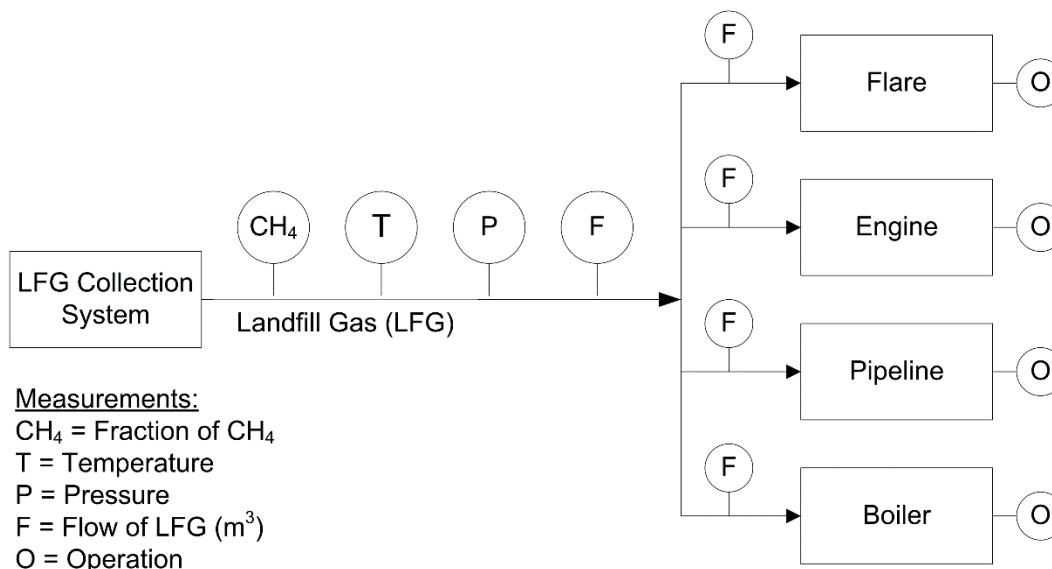 F
Flare
O
F
Engine
O
CH₄
T
P
F
LFG Collection
System
Landfill Gas (LFG)
F
Pipeline
O
F
Boiler
O
Measurements:
CH₄ = Fraction of CH₄
T = Temperature
P = Pressure
F = Flow of LFG (m³)
O = Operation